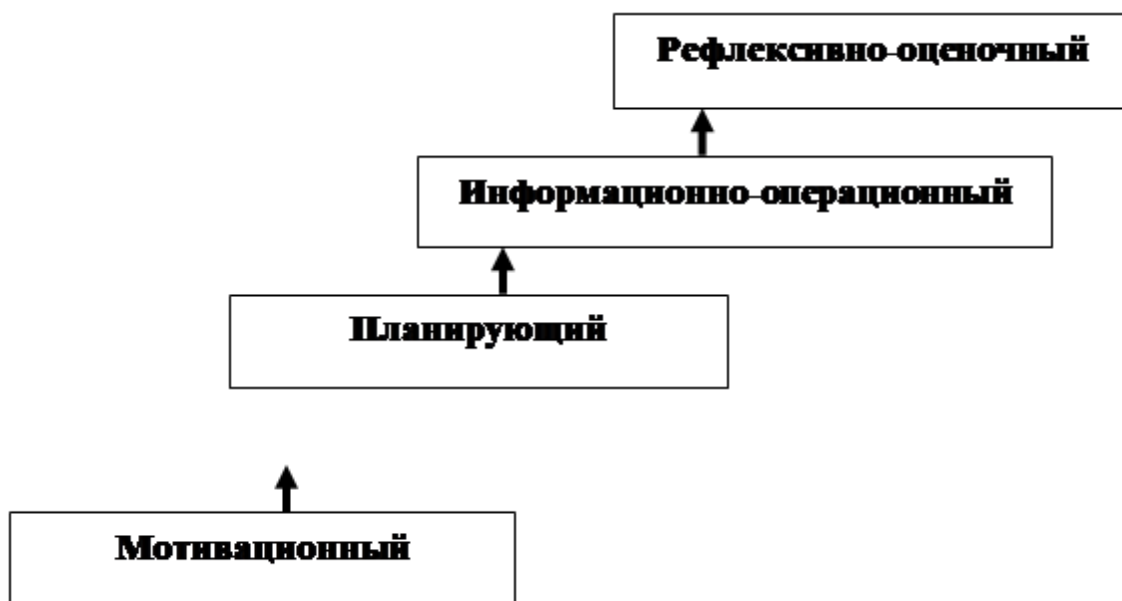 Рефлексивно-оценочный
Информационно-операционный
Планирующий
Мотивационный